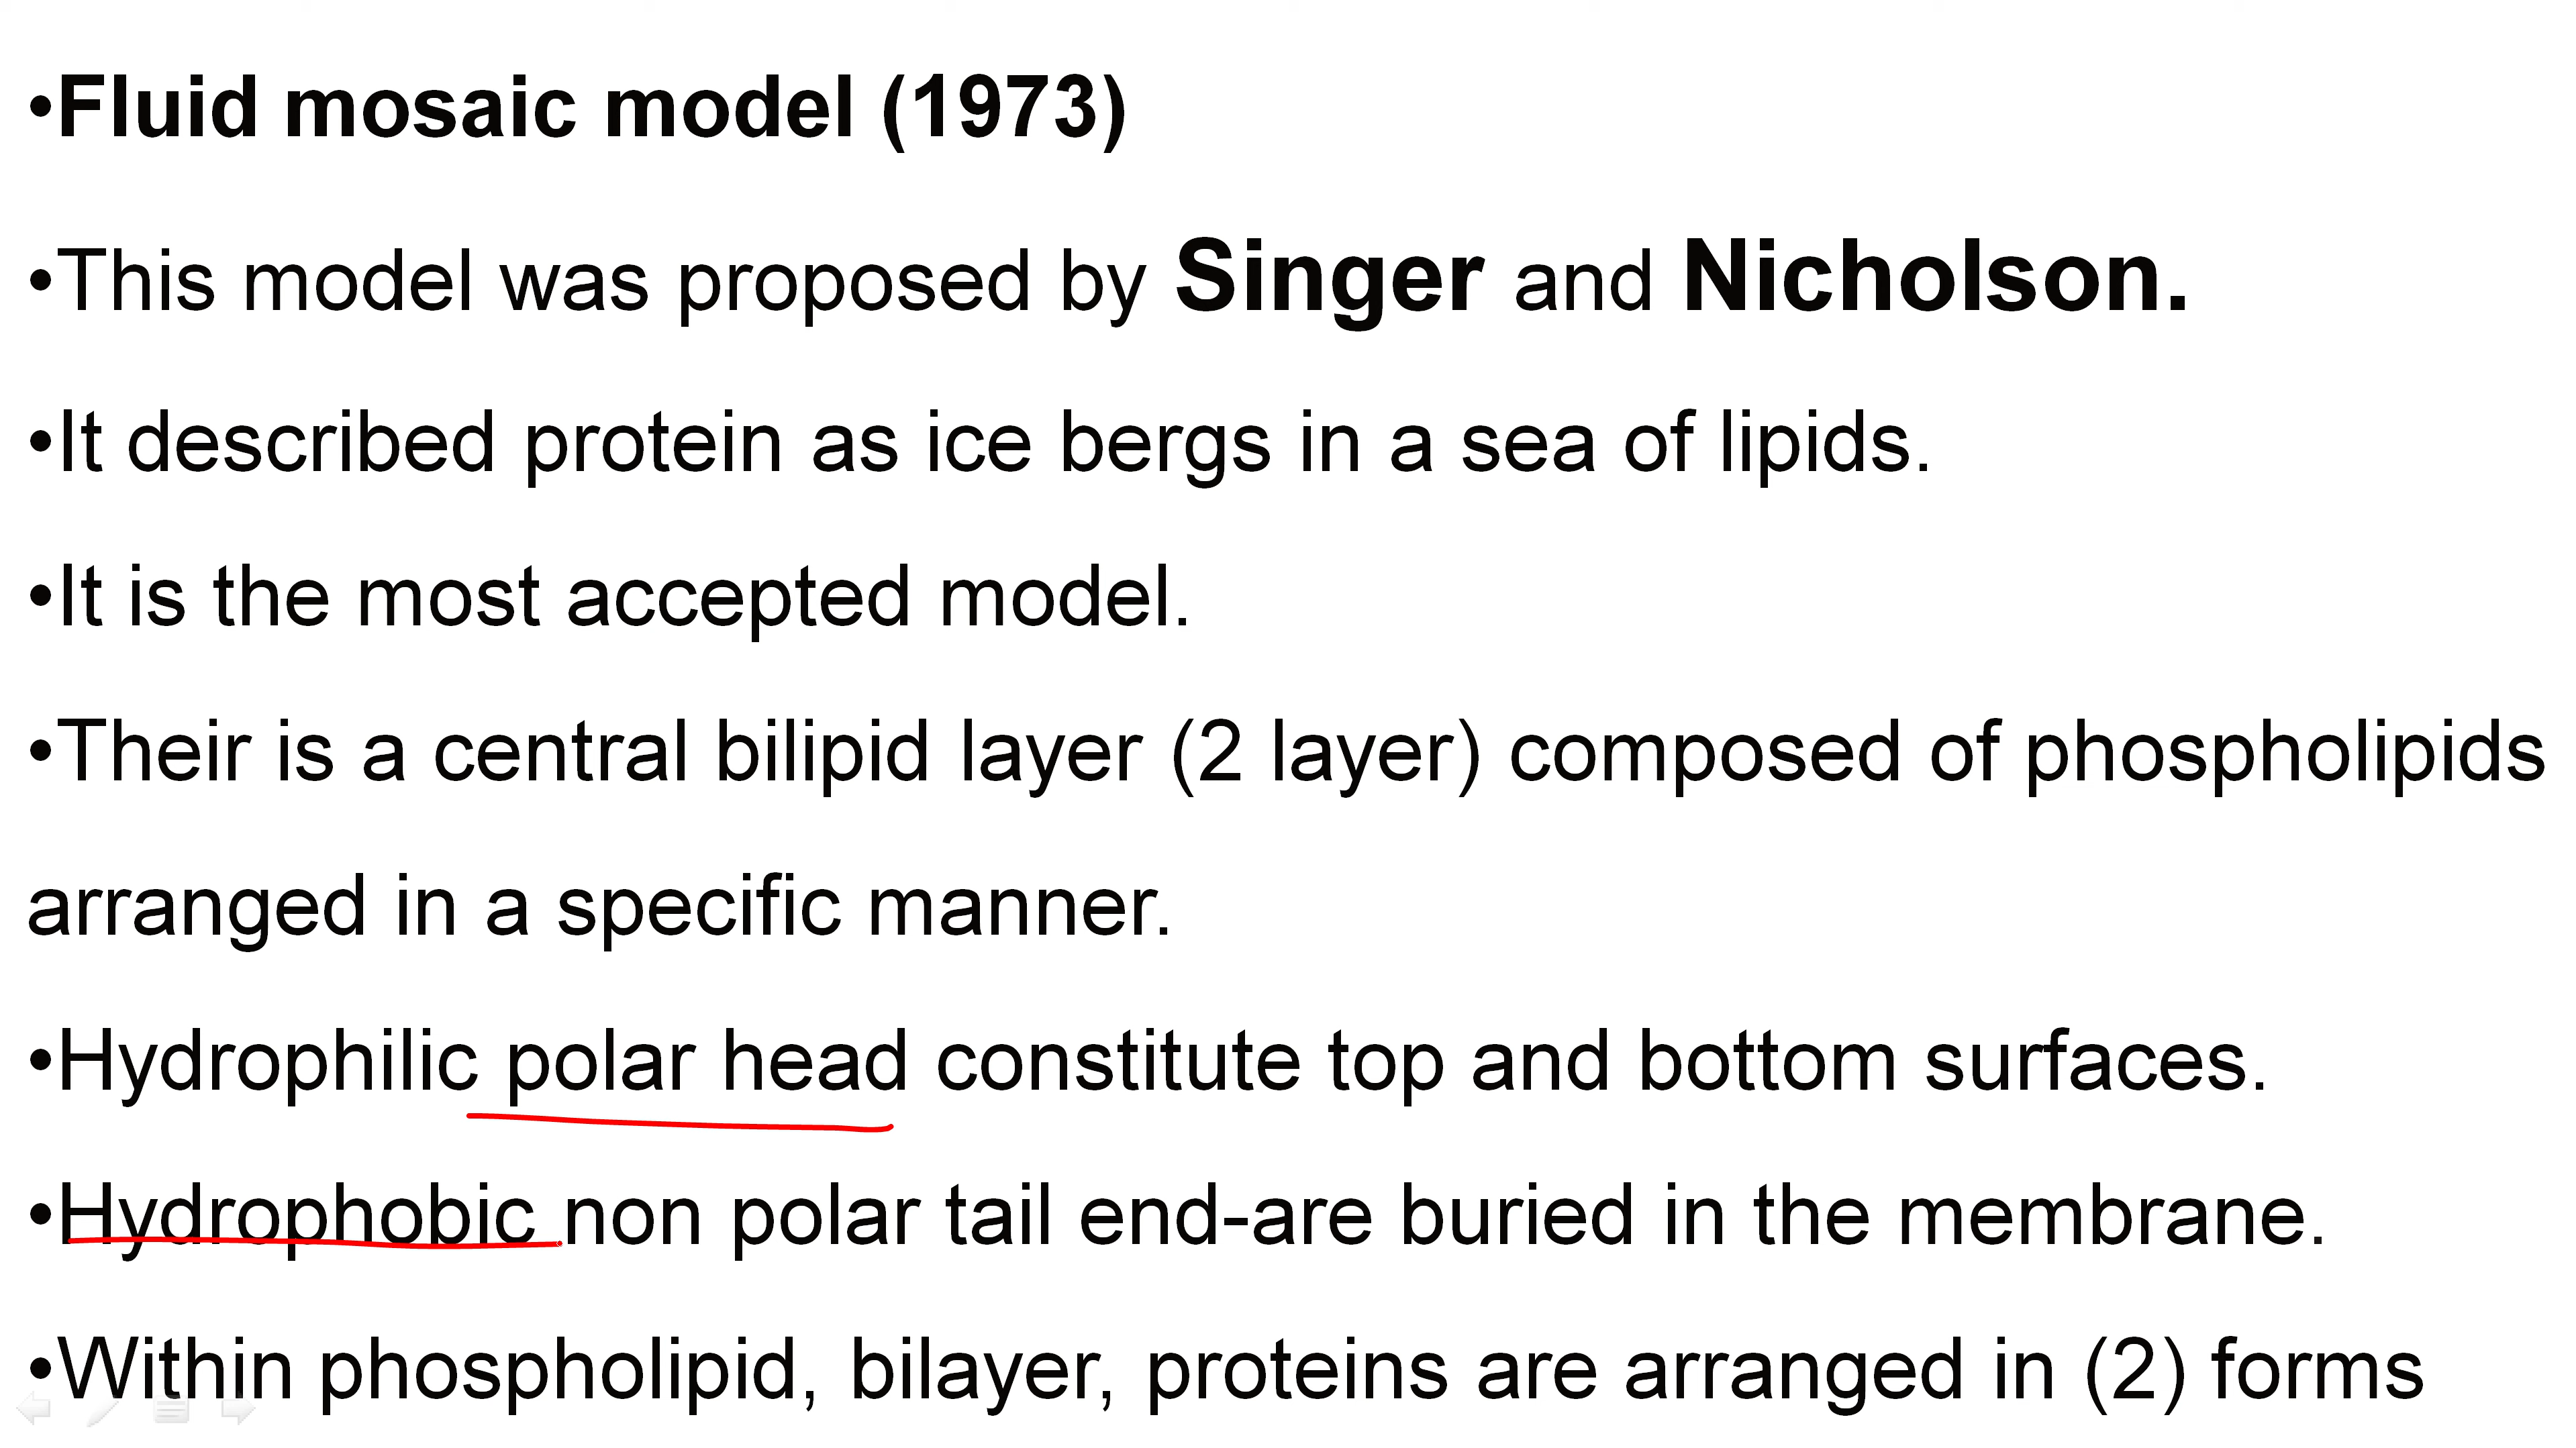 •Fluid mosaic model (1973)
•This model was proposed by Singer and Nicholson.
•It described protein as ice bergs in a sea of lipids.
•It is the most accepted model.
•Their is a central bilipid layer (2 layer) composed of phospholipids
arranged in a specific manner.
•Hydrophilic polar head constitute top and bottom surfaces.
•Hydrophobic non polar tail end-are buried in the membrane.
•Within phospholipid, bilayer, proteins are arranged in (2) forms